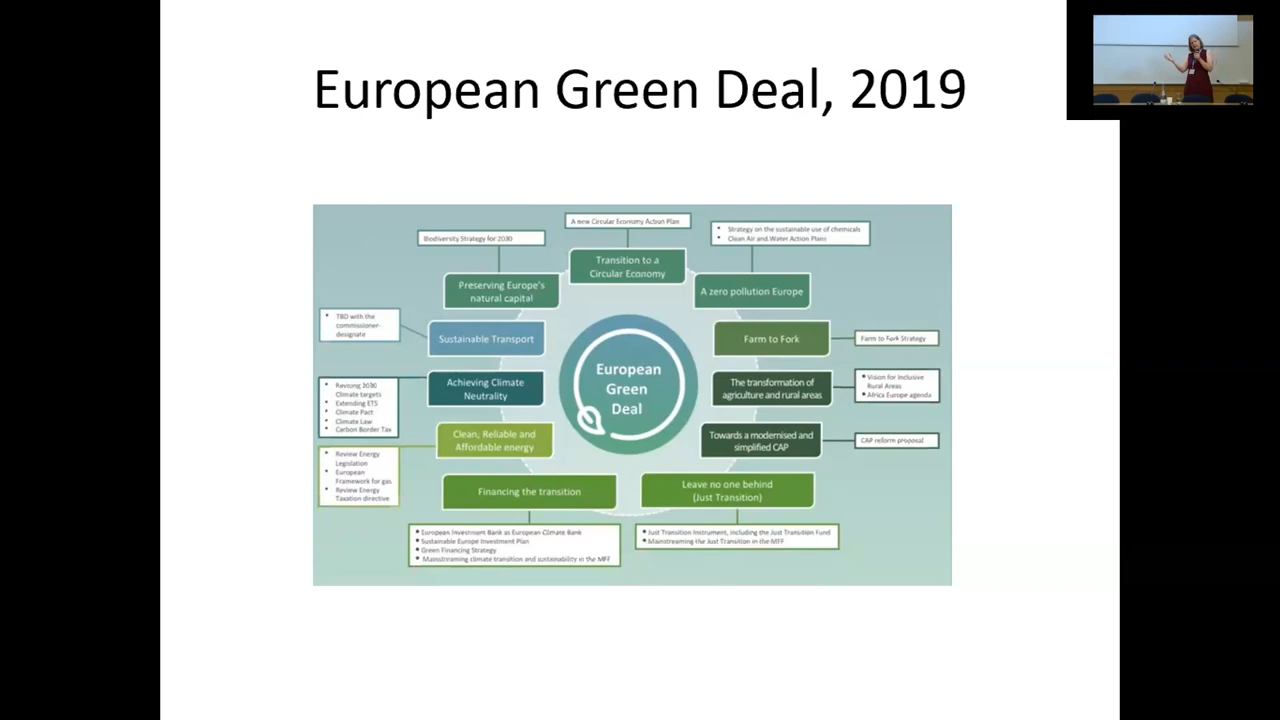 European Green Deal, 2019
A new Circular Economy Action Plan
Biodiversity Strategy for 2030
• Strategy on the sustainable use of chemicals
• Clean Air and Water Action Plans
Transition to a
Circular Economy
Preserving Europe's
natural capital
A zero pollution Europe
• TBD with the
commissioner-
designate
Sustainable Transport
Farm to Fork
Farm to Fork Strategy
European
Green
Deal
• Revising 2030
Climate targets
• Extending ETS
• Climate Pact
• Climate Law
• Carbon Border Tax
Achieving Climate
Neutrality
The transformation of
agriculture and rural areas
• Vision for Inclusive
Rural Areas
• Africa Europe agenda
Clean, Reliable and
Affordable energy
Towards a modernised and
simplified CAP
CAP reform proposal
• Review Energy
Legislation
• European
Framework for gas
• Review Energy
Taxation directive
Financing the transition
Leave no one behind
(Just Transition)
• European Investment Bank as European Climate Bank
• Sustainable Europe Investment Plan
• Green Financing Strategy
• Mainstreaming climate transition and sustainability in the MFF
• Just Transition Instrument, including the Just Transition Fund
• Mainstreaming the Just Transition in the MFF